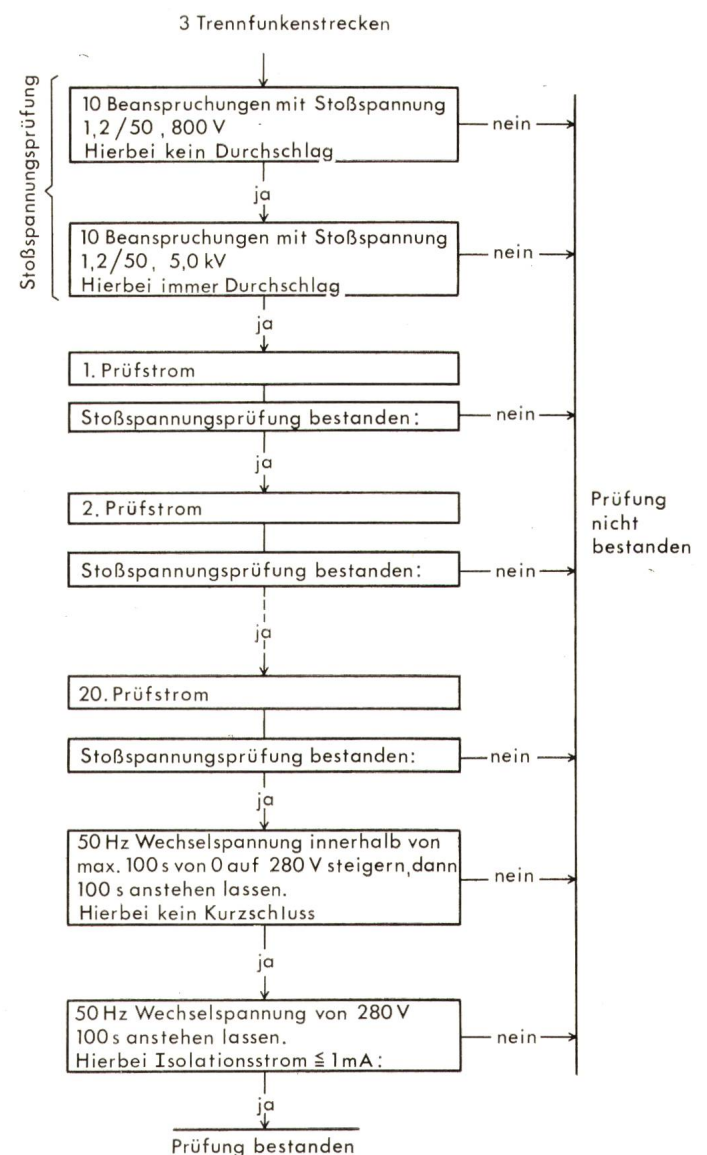 3 Trennfunkenstrecken
Stoßspannungsprüfung
10 Beanspruchungen mit Stoßspannung
1,2/50, 800 V
Hierbei kein Durchschlag
nein
ja
10 Beanspruchungen mit Stoßspannung
1,2/50, 5,0 kV
Hierbei immer Durchschlag
nein
ja
1. Prüfstrom
Stoßspannungsprüfung bestanden:
nein
ja
2. Prüfstrom
Stoßspannungsprüfung bestanden:
nein
ja
20. Prüfstrom
Stoßspannungsprüfung bestanden:
nein
ja
50 Hz Wechselspannung innerhalb von
max. 100 s von 0 auf 280 V steigern, dann
100 s anstehen lassen.
Hierbei kein Kurzschluss
nein
ja
50 Hz Wechselspannung von 280 V
100 s anstehen lassen.
Hierbei Isolationsstrom ≦ 1 mA:
nein
ja
Prüfung bestanden
Prüfung
nicht
bestanden